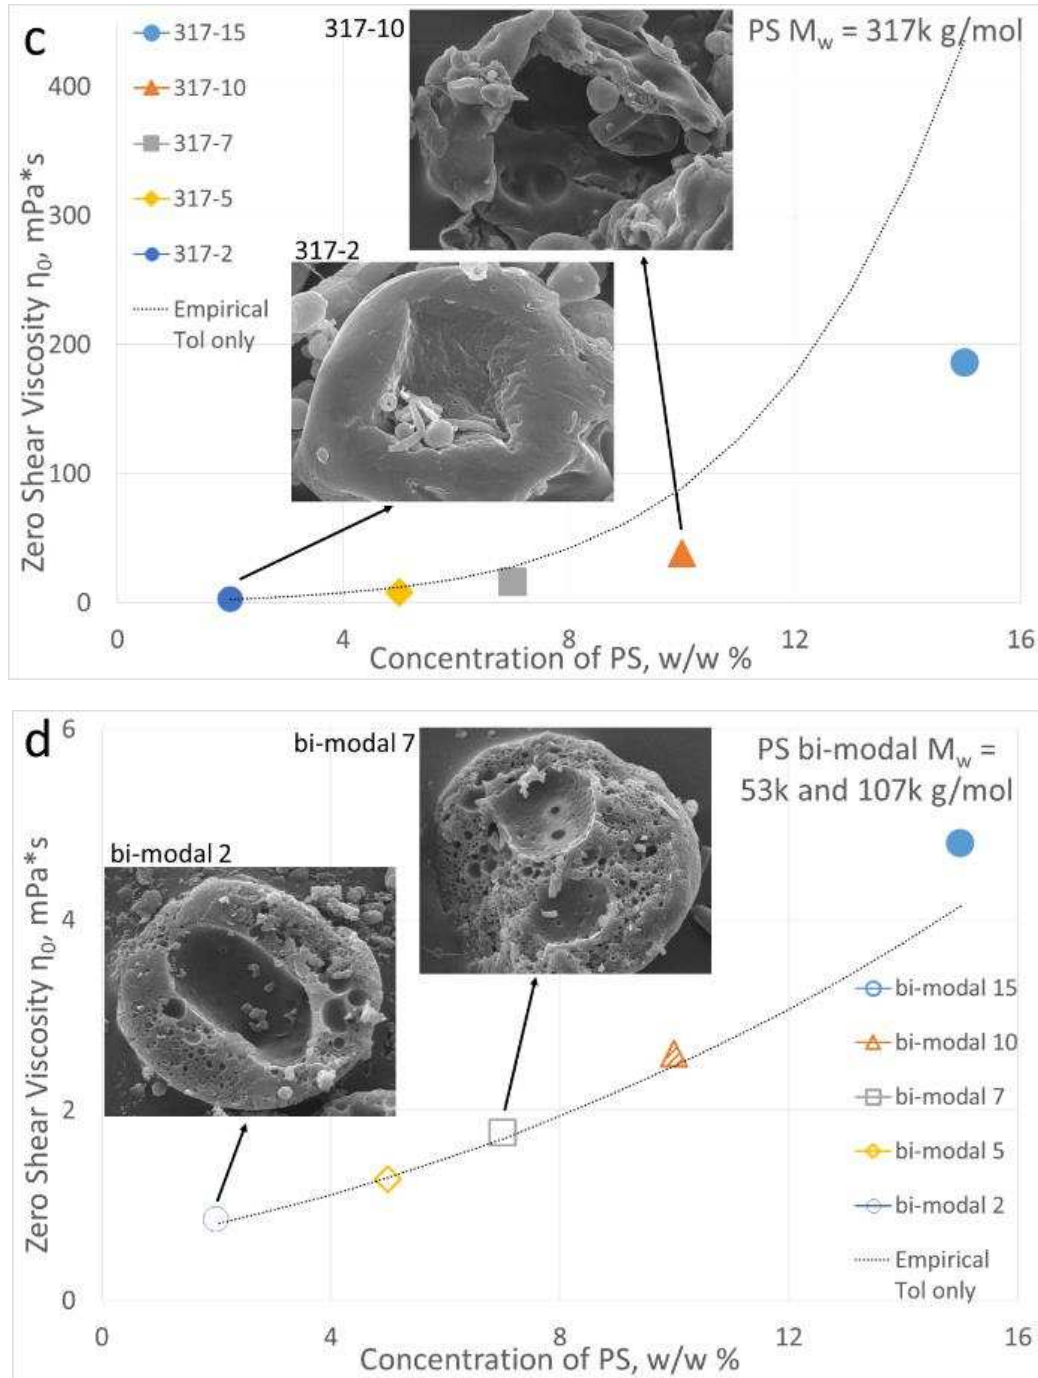 c
317-15
317-10
317-7
317-5
317-2
Empirical
Tol only
317-10
317-2
PS Mw = 317k g/mol
Zero Shear Viscosity η0, mPa*s
400
300
200
100
0
0 4 8 12 16
Concentration of PS, w/w %
d
bi-modal 7
bi-modal 2
PS bi-modal Mw =
53k and 107k g/mol
Zero Shear Viscosity η0, mPa*s
6
4
2
0
bi-modal 15
bi-modal 10
bi-modal 7
bi-modal 5
bi-modal 2
Empirical
Tol only
0 4 8 12 16
Concentration of PS, w/w %